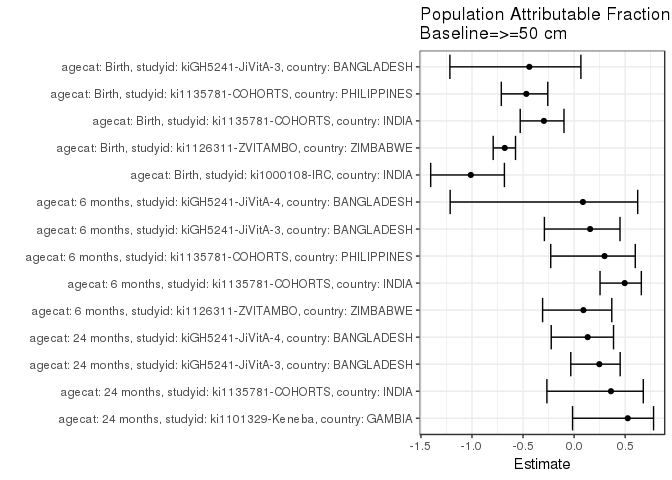 Population Attributable Fraction
Baseline=>=50 cm
agecat: Birth, studyid: kiGH5241-JiVitA-3, country: BANGLADESH
agecat: Birth, studyid: ki1135781-COHORTS, country: PHILIPPINES
agecat: Birth, studyid: ki1135781-COHORTS, country: INDIA
agecat: Birth, studyid: ki1126311-ZVITAMBO, country: ZIMBABWE
agecat: Birth, studyid: ki1000108-IRC, country: INDIA
agecat: 6 months, studyid: kiGH5241-JiVitA-4, country: BANGLADESH
agecat: 6 months, studyid: kiGH5241-JiVitA-3, country: BANGLADESH
agecat: 6 months, studyid: ki1135781-COHORTS, country: PHILIPPINES
agecat: 6 months, studyid: ki1135781-COHORTS, country: INDIA
agecat: 6 months, studyid: ki1126311-ZVITAMBO, country: ZIMBABWE
agecat: 24 months, studyid: kiGH5241-JiVitA-4, country: BANGLADESH
agecat: 24 months, studyid: kiGH5241-JiVitA-3, country: BANGLADESH
agecat: 24 months, studyid: ki1135781-COHORTS, country: INDIA
agecat: 24 months, studyid: ki1101329-Keneba, country: GAMBIA
-1.5 -1.0 -0.5 0.0 0.5
Estimate